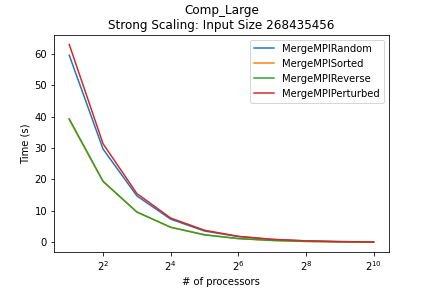 Comp_Large
Strong Scaling: Input Size 268435456
MergeMPIRandom
MergeMPISorted
MergeMPIReverse
MergeMPIPerturbed
Time (s)
60
50
40
30
20
10
0
2² 2⁴ 2⁶ 2⁸ 2¹⁰
# of processors